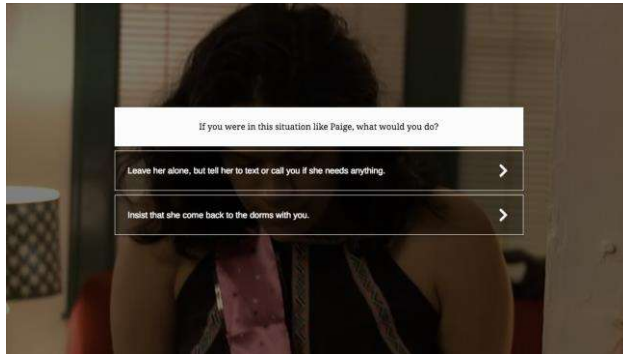 If you were in this situation like Paige, what would you do?
Leave her alone, but tell her to text or call you if she needs anything.
Insist that she come back to the dorms with you.